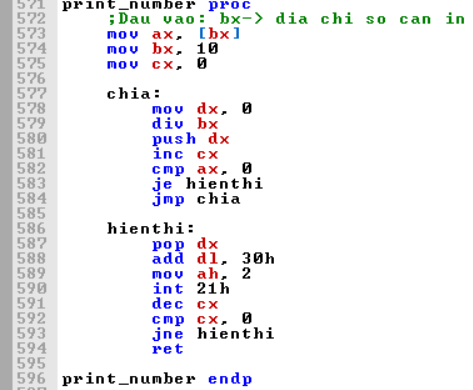 571 print_number proc
572 ;Dau vao: bx-> dia chi so can in
573 mov ax, [bx]
574 mov bx, 10
575 mov cx, 0
576
577 chia:
578 mov dx, 0
579 div bx
580 push dx
581 inc cx
582 cmp ax, 0
583 je hienthi
584 jmp chia
585
586 hienthi:
587 pop dx
588 add dl, 30h
589 mov ah, 2
590 int 21h
591 dec cx
592 cmp cx, 0
593 jne hienthi
594 ret
595
596 print_number endp